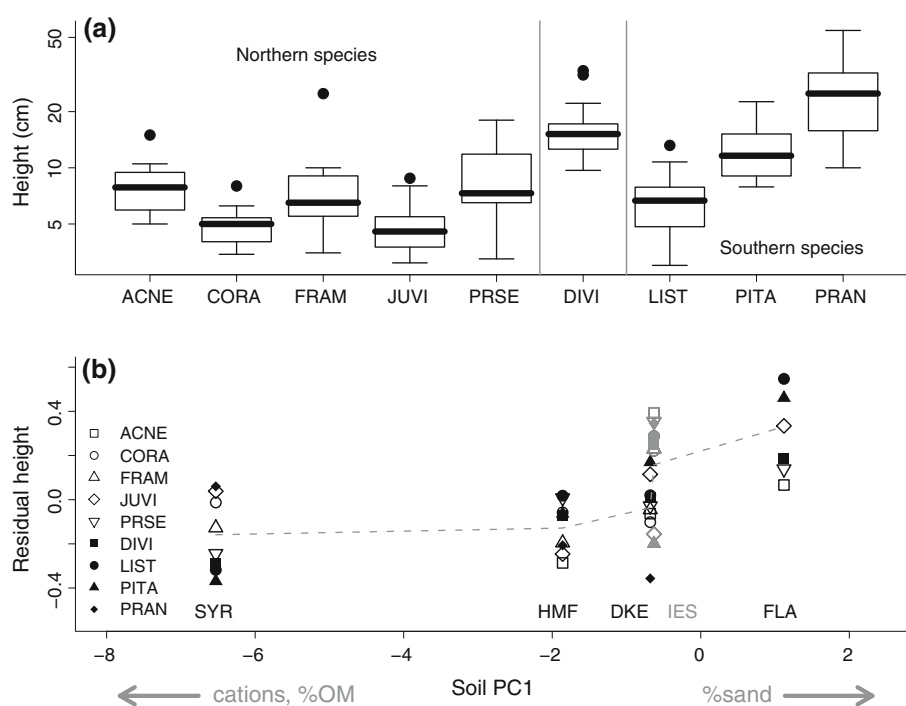 (a)
Northern species
Height (cm)
50
20
10
5
Southern species
ACNE CORA FRAM JUVI PRSE DIVI LIST PITA PRAN
(b)
Residual height
0.4
0.0
−0.4
ACNE
CORA
FRAM
JUVI
PRSE
DIVI
LIST
PITA
PRAN
SYR HMF DKE IES FLA
−8 −6 −4 −2 0 2
cations, %OM Soil PC1 %sand